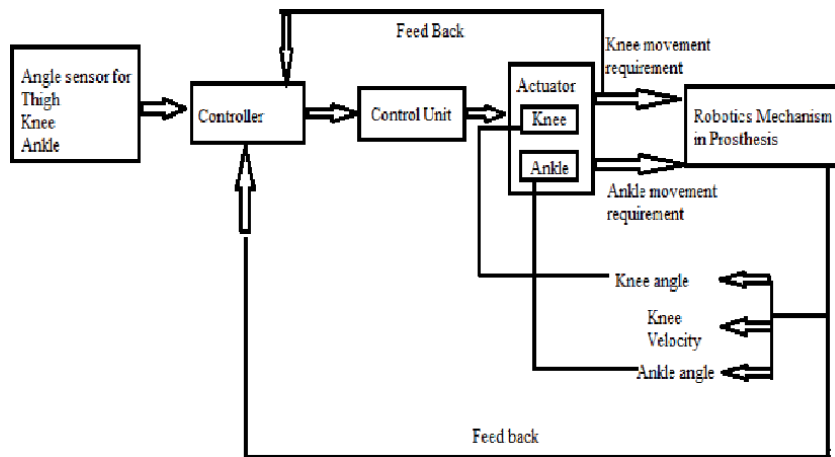 Feed Back
Knee movement
requirement
Angle sensor for
Thigh
Knee
Ankle
Controller
Control Unit
Actuator
Knee
Ankle
Robotics Mechanism
in Prosthesis
Ankle movement
requirement
Knee angle
Knee
Velocity
Ankle angle
Feed back